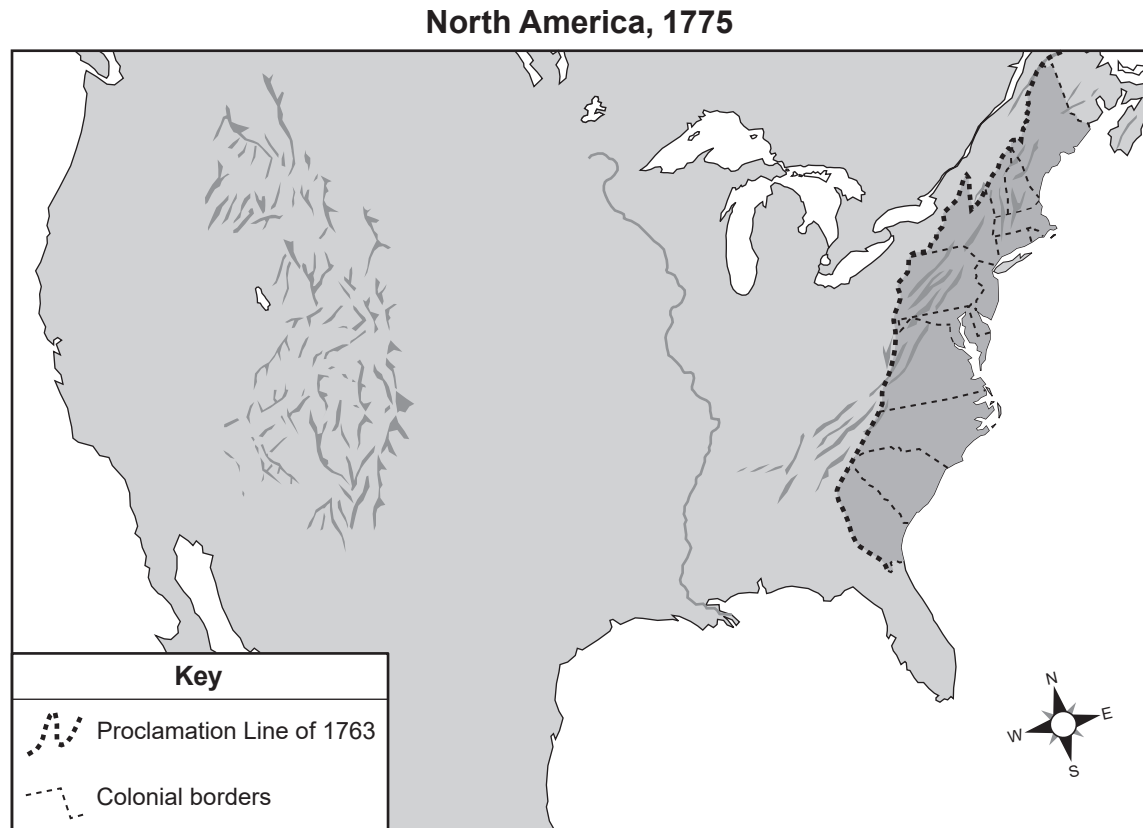 North America, 1775
N
W
E
S
Key
Proclamation Line of 1763
Colonial borders